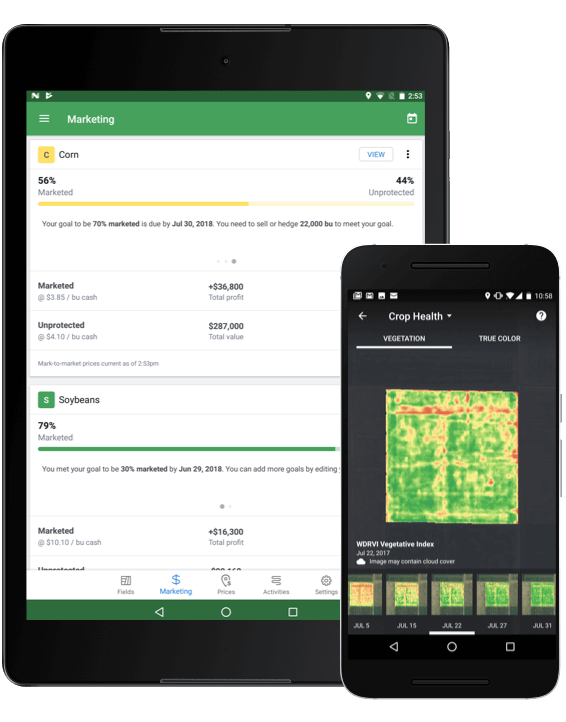 2:53
Marketing
C Corn VIEW
56% 44%
Marketed Unprotected
Your goal to be 70% marketed is due by Jul 30, 2018. You need to sell or hedge 22,000 bu to meet your goal.
Marketed +$36,800
@ $3.85 / bu cash Total profit
Unprotected $287,000
@ $4.10 / bu cash Total value
Mark-to-market prices current as of 2:53pm
S Soybeans
79%
Marketed
You met your goal to be 30% marketed by Jun 29, 2018. You can add more goals by editing
Marketed +$16,300
@ $10.10 / bu cash Total profit
Fields Marketing Prices Activities Settings
10:58
Crop Health ?
VEGETATION TRUE COLOR
WDRVI Vegetative Index
Jul 22, 2017
Image may contain cloud cover
JUL 5 JUL 15 JUL 22 JUL 27 JUL 31